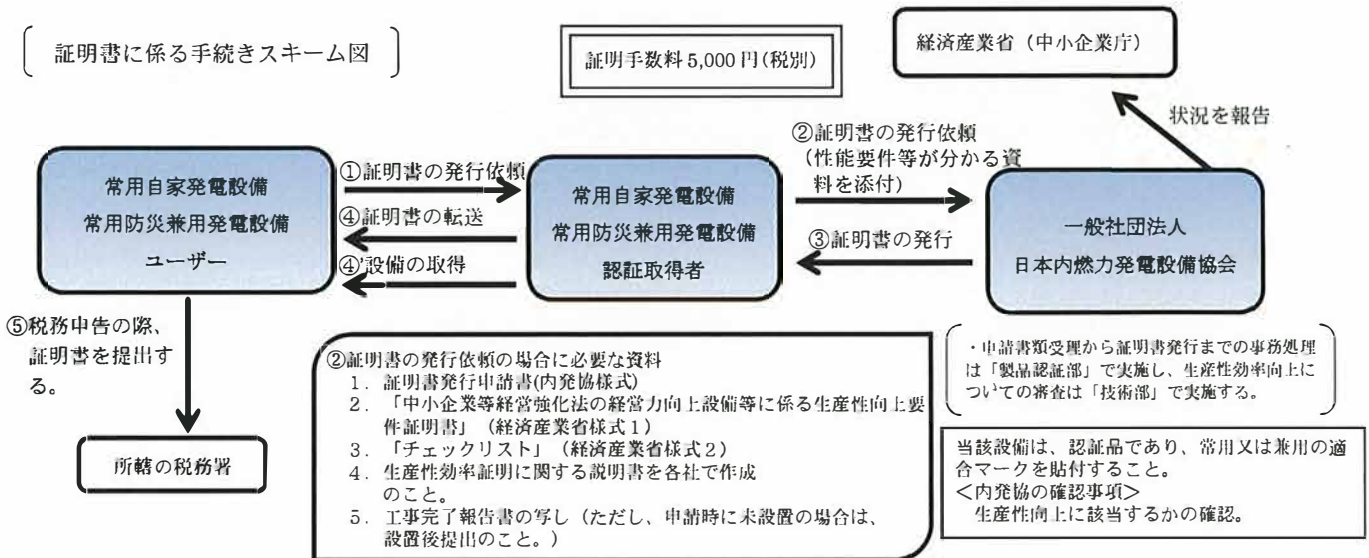 証明書に係る手続きスキーム図
証明手数料 5,000 円(税別)
経済産業省（中小企業庁）
状況を報告
常用自家発電設備
常用防災兼用発電設備
ユーザー
①証明書の発行依頼
④証明書の転送
④'設備の取得
常用自家発電設備
常用防災兼用発電設備
認証取得者
②証明書の発行依頼
（性能要件等が分かる資
料を添付）
③証明書の発行
一般社団法人
日本内燃力発電設備協会
⑤税務申告の際、
証明書を提出す
る。
所轄の税務署
②証明書の発行依頼の場合に必要な資料
1．証明書発行申請書(内発協様式)
2．「中小企業等経営強化法の経営力向上設備等に係る生産性向上要
件証明書」（経済産業省様式１）
3．「チェックリスト」（経済産業省様式２）
4．生産性効率証明に関する説明書を各社で作成
のこと。
5．工事完了報告書の写し（ただし、申請時に未設置の場合は、
設置後提出のこと。）
・申請書類受理から証明書発行までの事務処理
は「製品認証部」で実施し、生産性効率向上に
ついての審査は「技術部」で実施する。
当該設備は、認証品であり、常用又は兼用の適
合マークを貼付すること。
＜内発協の確認事項＞
生産性向上に該当するかの確認。